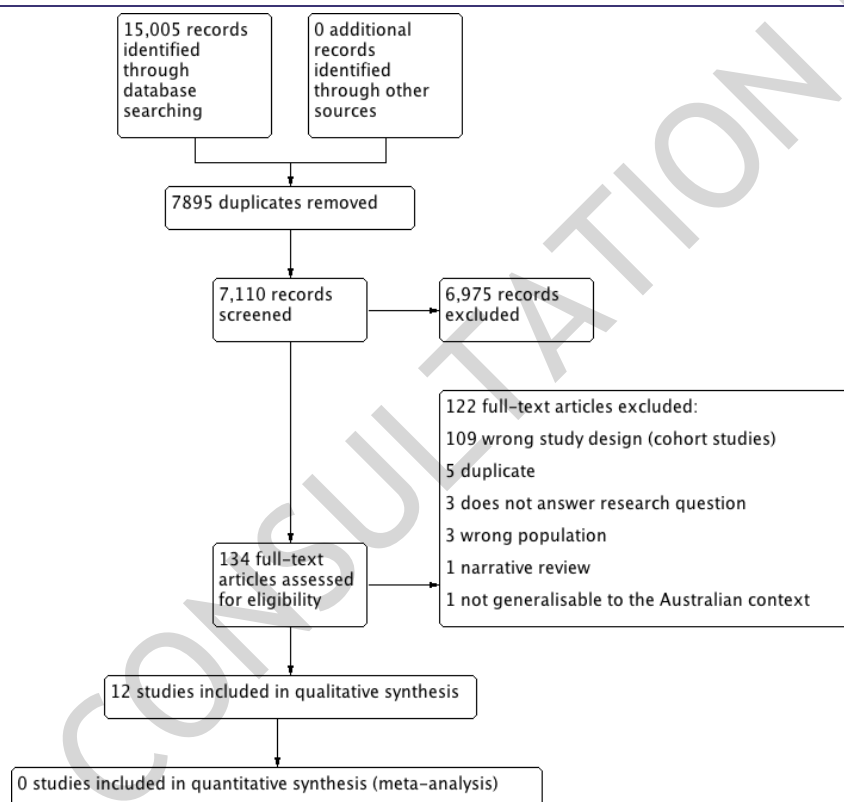 15,005 records
identified
through
database
searching
0 additional
records
identified
through other
sources
7895 duplicates removed
7,110 records
screened
6,975 records
excluded
122 full-text articles excluded:
109 wrong study design (cohort studies)
5 duplicate
3 does not answer research question
3 wrong population
1 narrative review
1 not generalisable to the Australian context
134 full-text
articles assessed
for eligibility
12 studies included in qualitative synthesis
0 studies included in quantitative synthesis (meta-analysis)
CONSULTATION